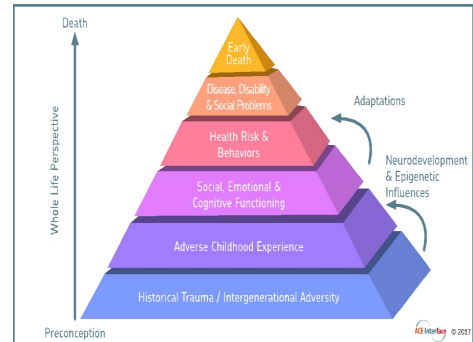 Death
Whole Life Perspective
Preconception
Early
Death
Disease, Disability
& Social Problems
Health Risk &
Behaviors
Social, Emotional &
Cognitive Functioning
Adverse Childhood Experience
Historical Trauma / Intergenerational Adversity
Adaptations
Neurodevelopment
& Epigenetic
Influences
ACE Interface © 2017